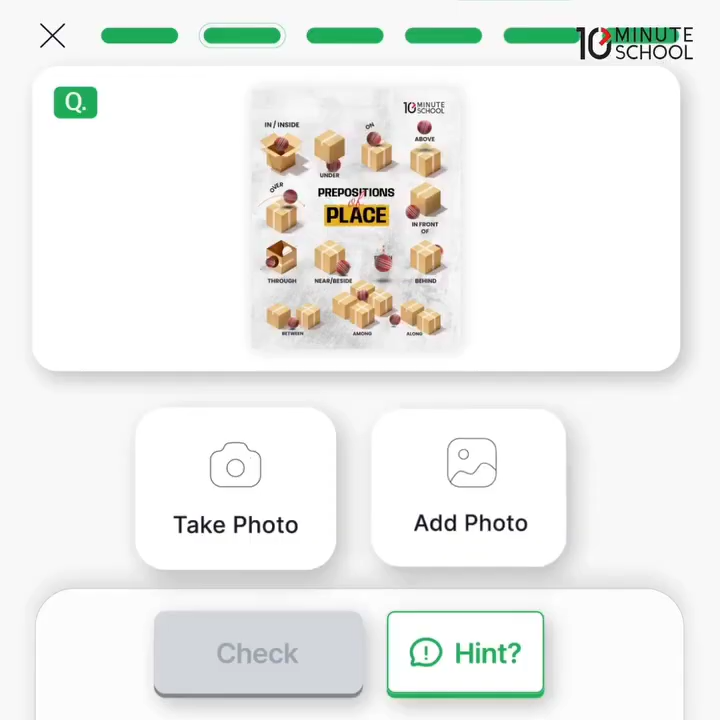 10 MINUTE
SCHOOL
Q.
10 MINUTE
SCHOOL
IN / INSIDE
ON
ABOVE
UNDER
OVER
PREPOSITIONS
of
PLACE
IN FRONT
OF
THROUGH
NEAR/BESIDE
BEHIND
BETWEEN
AMONG
ALONG
Take Photo
Add Photo
Check
Hint?